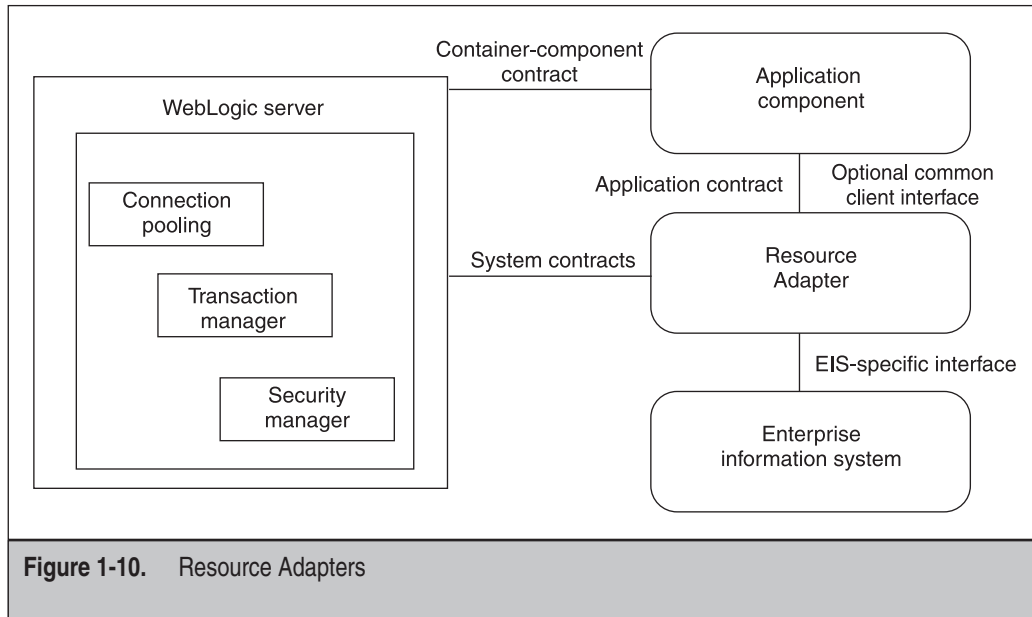 Container-component
contract
Application
component
WebLogic server
Connection
pooling
Application contract
Optional common
client interface
System contracts
Resource
Adapter
Transaction
manager
EIS-specific interface
Security
manager
Enterprise
information system
Figure 1-10. Resource Adapters